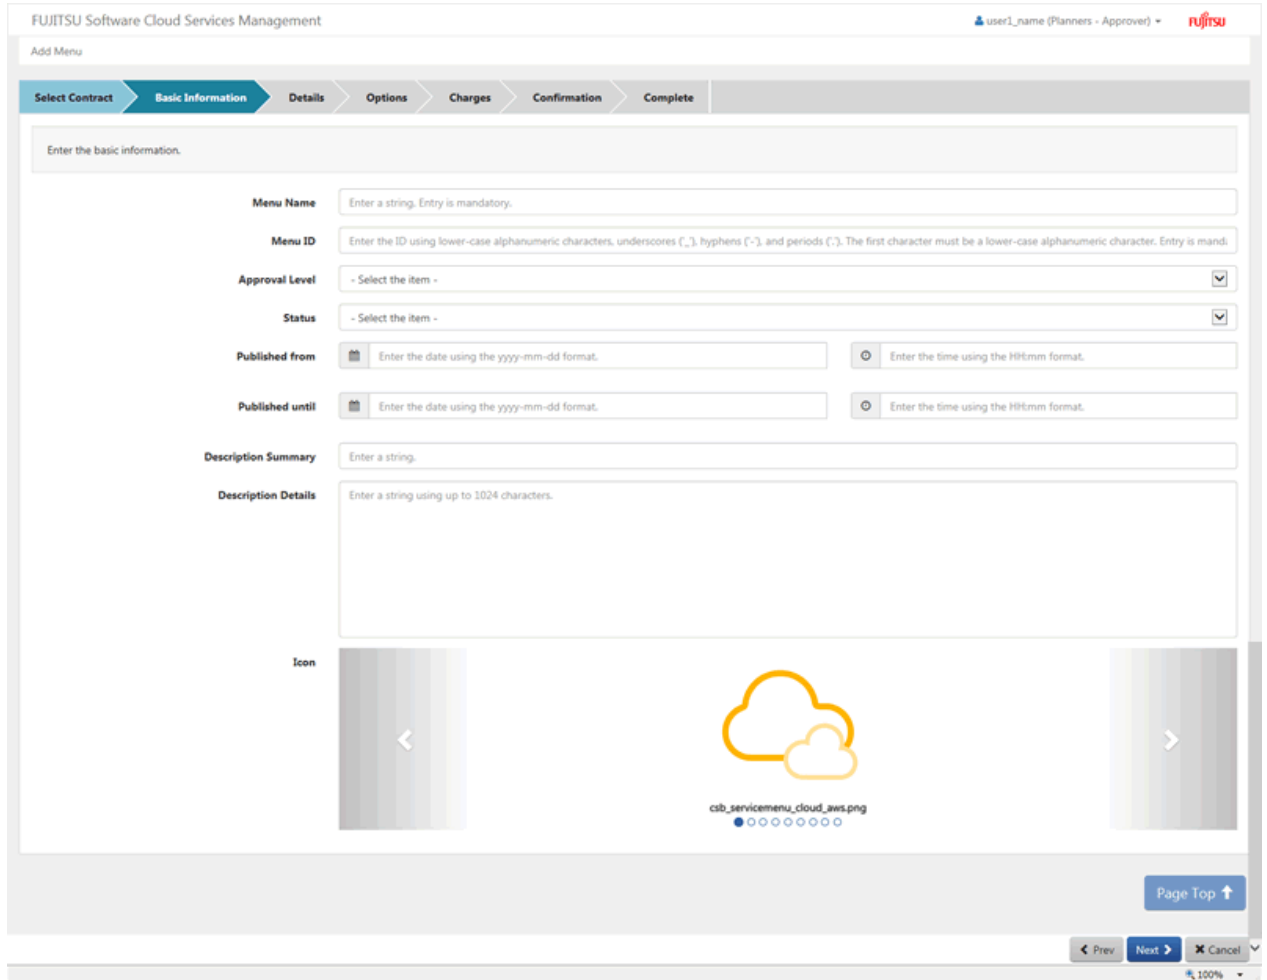 FUJITSU Software Cloud Services Management
user1_name (Planners - Approver)
FUJITSU
Add Menu
Select Contract
Basic Information
Details
Options
Charges
Confirmation
Complete
Enter the basic information.
Menu Name
Enter a string. Entry is mandatory.
Menu ID
Enter the ID using lower-case alphanumeric characters, underscores ('_'), hyphens ('-'), and periods ('.'). The first character must be a lower-case alphanumeric character. Entry is manda
Approval Level
- Select the item -
Status
- Select the item -
Published from
Enter the date using the yyyy-mm-dd format.
Enter the time using the HH:mm format.
Published until
Enter the date using the yyyy-mm-dd format.
Enter the time using the HH:mm format.
Description Summary
Enter a string.
Description Details
Enter a string using up to 1024 characters.
Icon
csb_servicemenu_cloud_aws.png
Page Top
Prev
Next
Cancel
100%